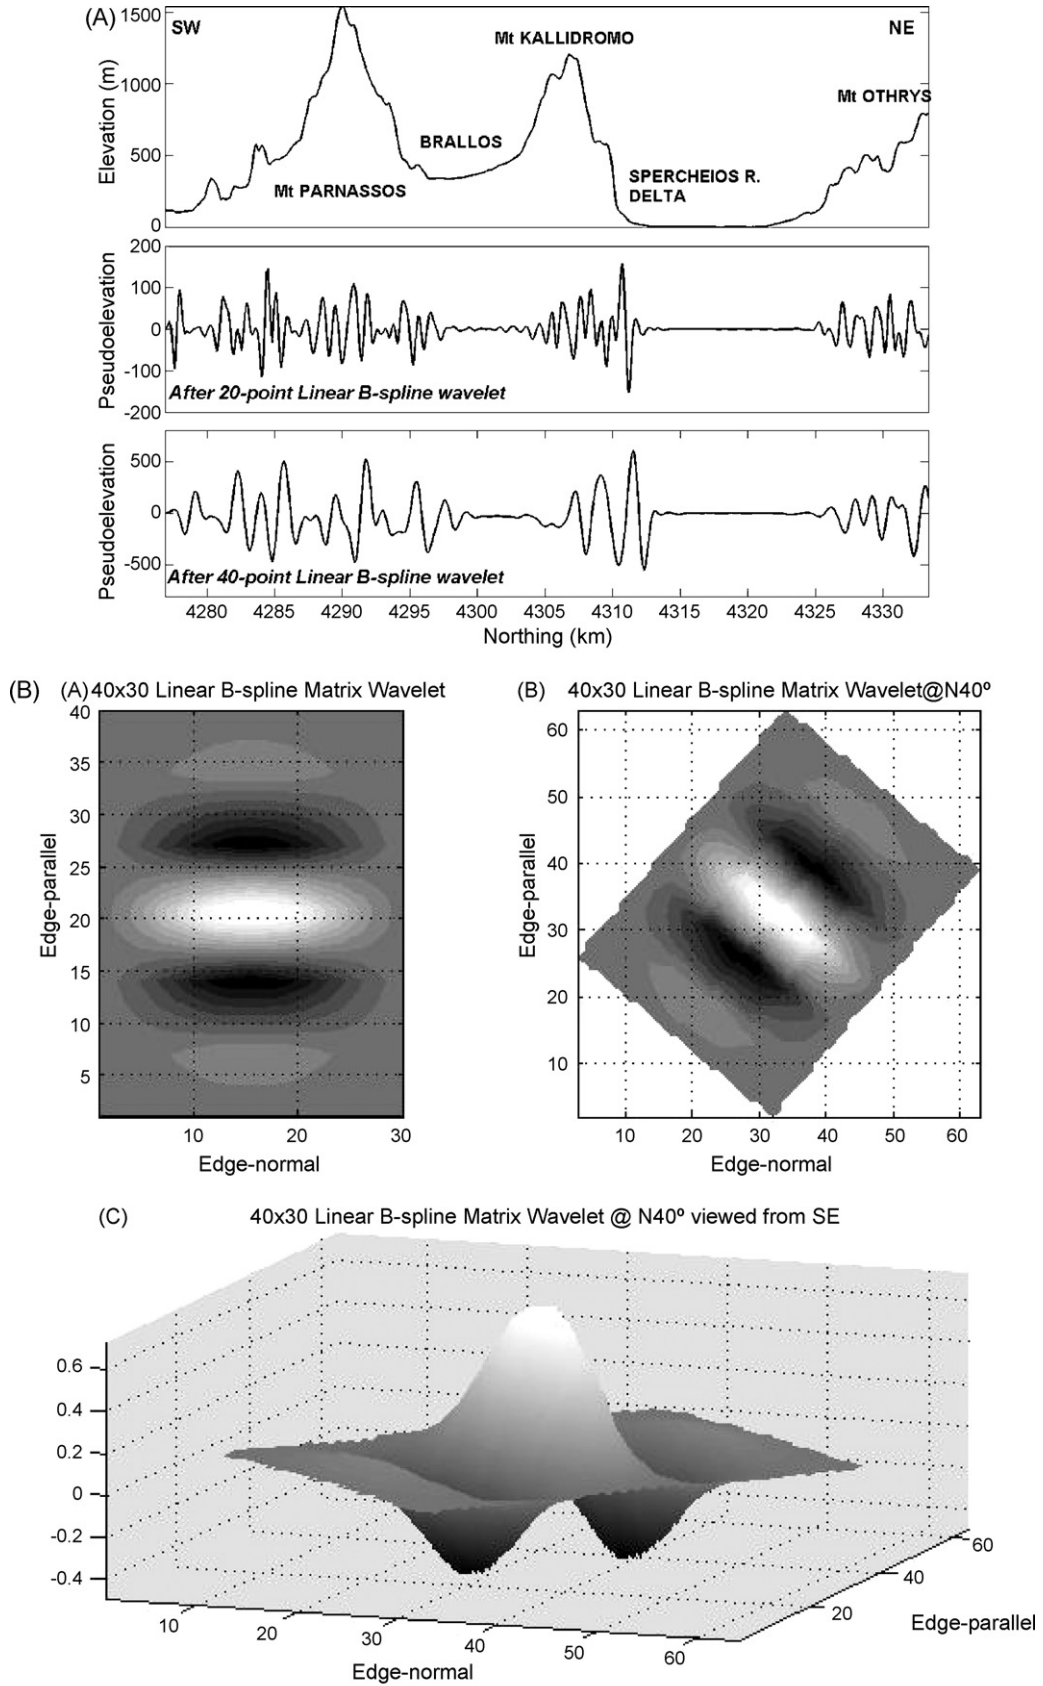 (A)
SW
NE
Mt KALLIDROMO
Mt OTHRYS
BRALLOS
SPERCHEIOS R.
DELTA
Mt PARNASSOS
Elevation (m)
1500
1000
500
0
Pseudoelevation
200
100
0
-100
-200
After 20-point Linear B-spline wavelet
Pseudoelevation
500
0
-500
After 40-point Linear B-spline wavelet
4280 4285 4290 4295 4300 4305 4310 4315 4320 4325 4330
Northing (km)
(B) (A) 40x30 Linear B-spline Matrix Wavelet
Edge-parallel
40
35
30
25
20
15
10
5
10 20 30
Edge-normal
(B) 40x30 Linear B-spline Matrix Wavelet@N40º
Edge-parallel
60
50
40
30
20
10
10 20 30 40 50 60
Edge-normal
(C) 40x30 Linear B-spline Matrix Wavelet @ N40º viewed from SE
0.6
0.4
0.2
0
-0.2
-0.4
10 20 30 40 50 60
Edge-normal
20 40 60
Edge-parallel